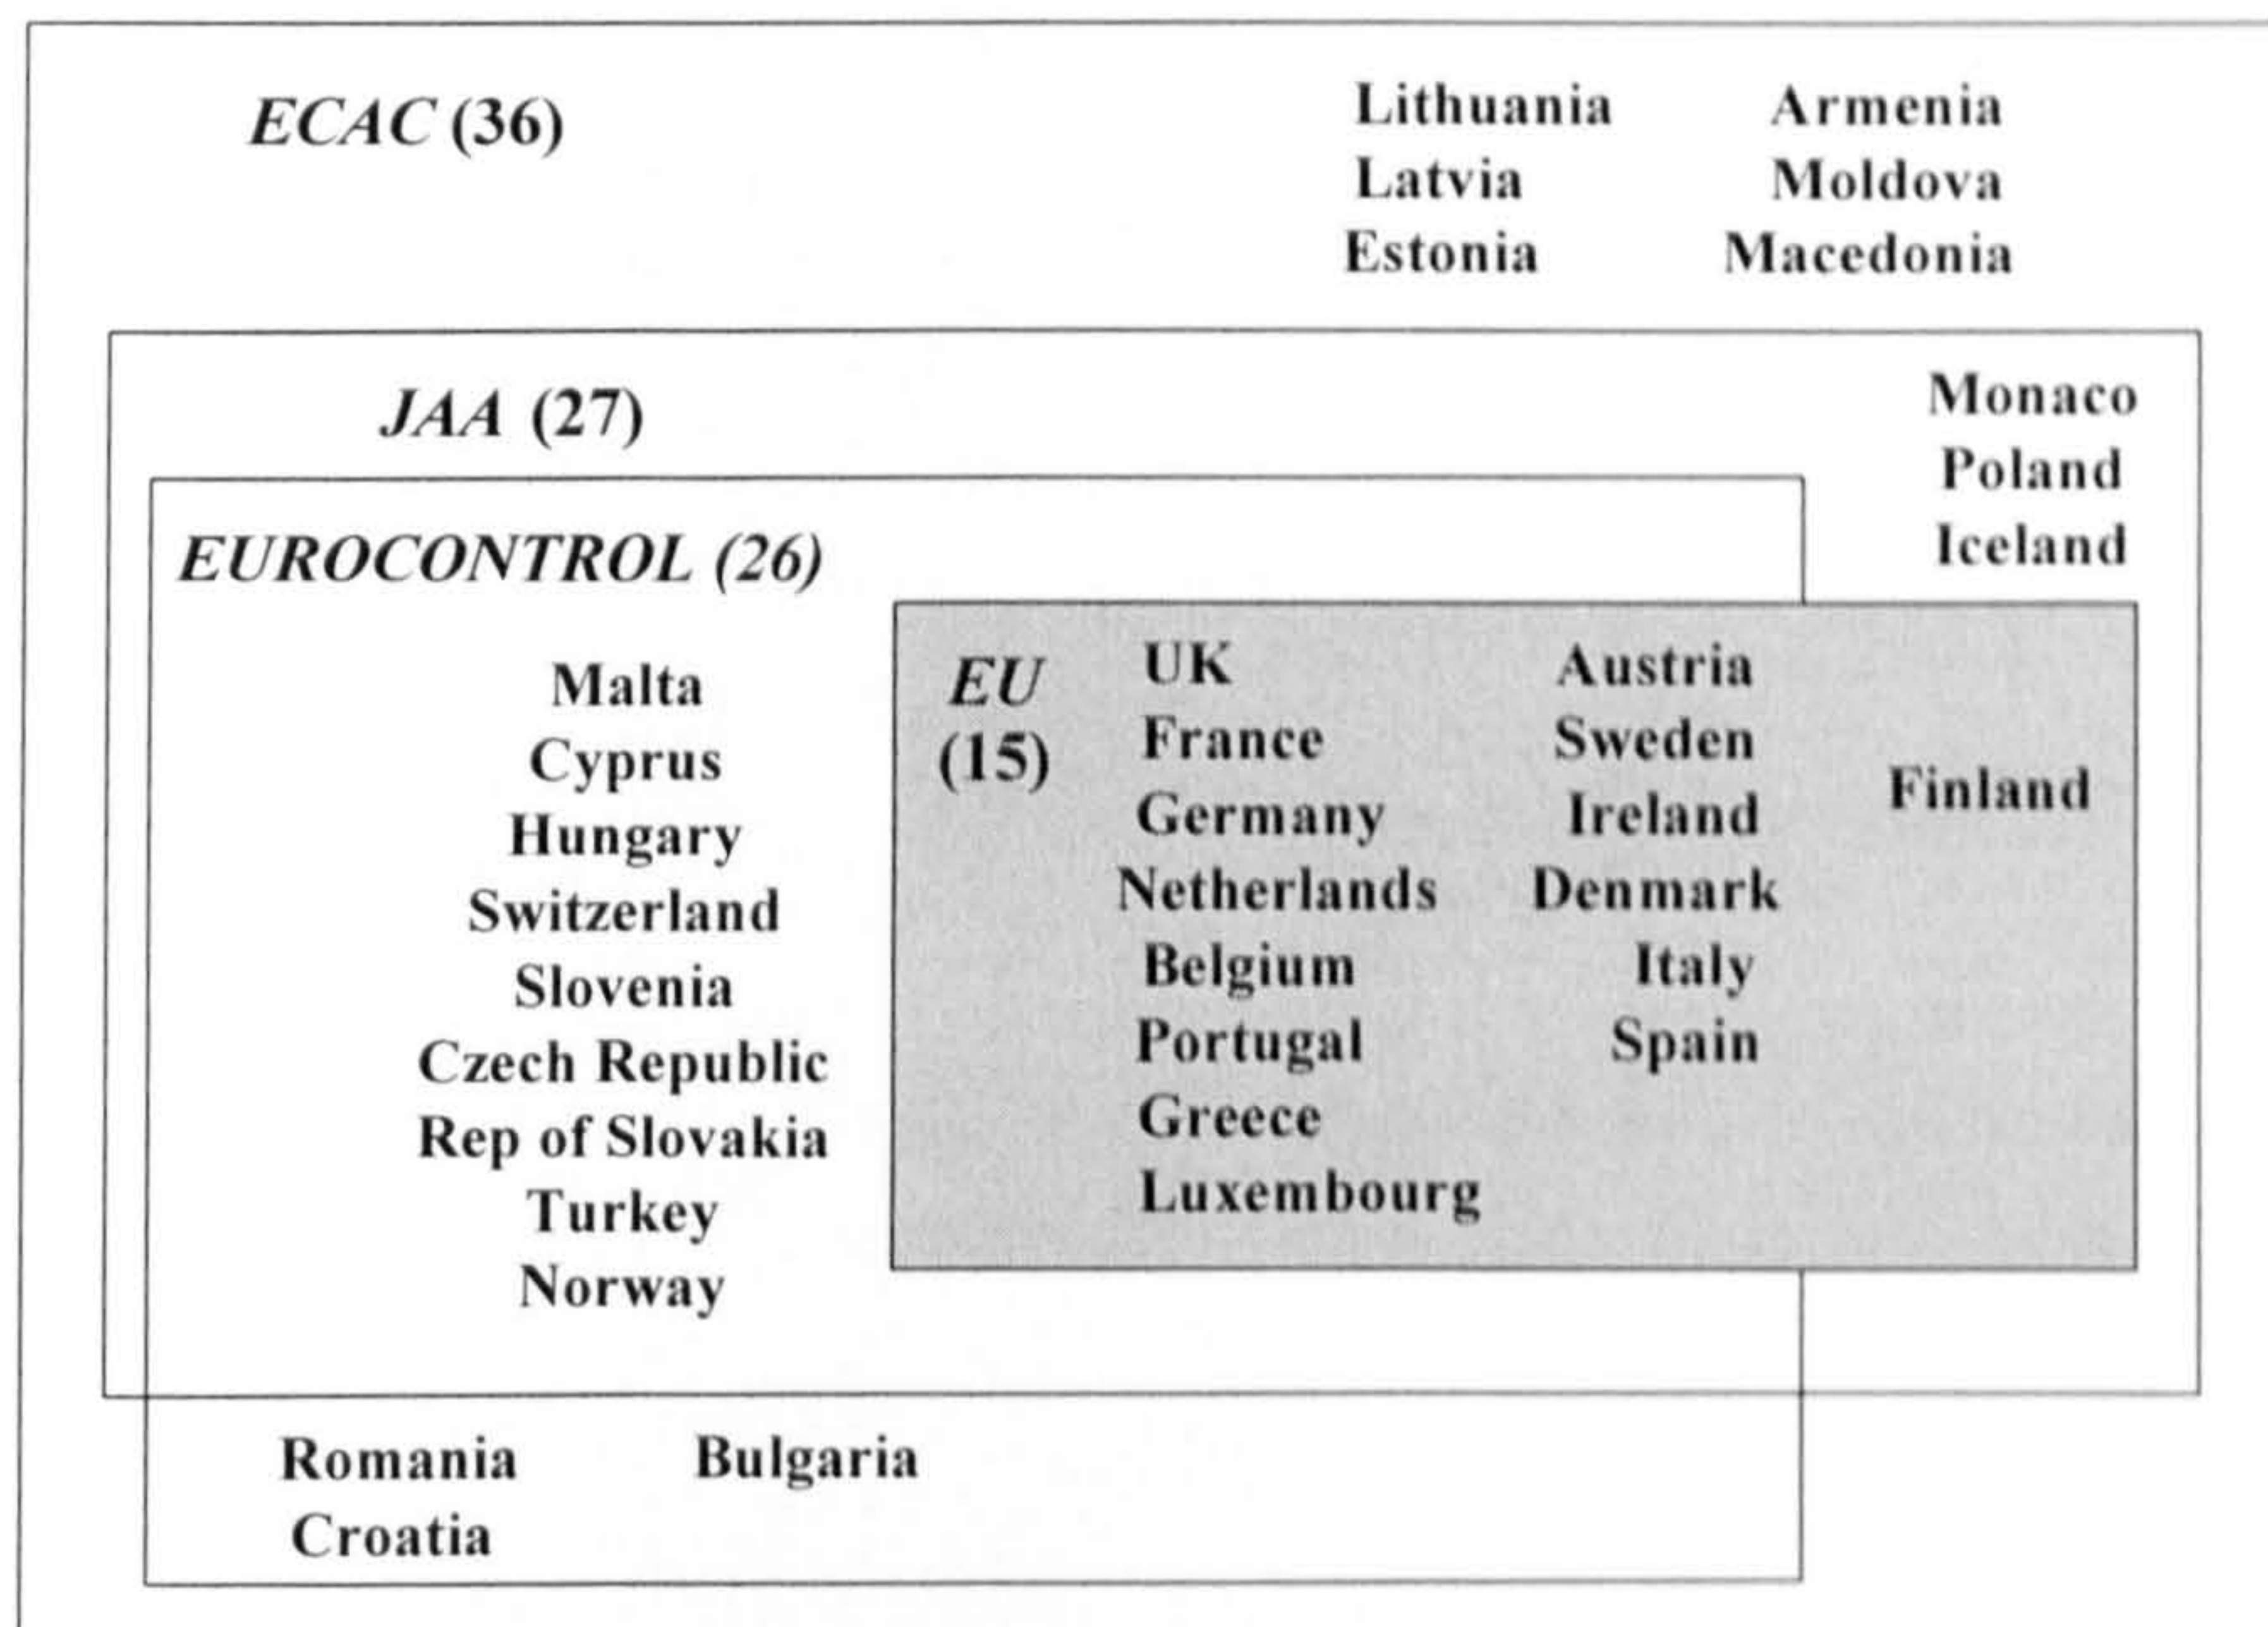 ECAC (36)
Lithuania Armenia
Latvia Moldova
Estonia Macedonia
JAA (27)
Monaco
Poland
Iceland
EUROCONTROL (26)
Malta
Cyprus
Hungary
Switzerland
Slovenia
Czech Republic
Rep of Slovakia
Turkey
Norway
EU
(15)
UK Austria
France Sweden
Germany Ireland
Netherlands Denmark
Belgium Italy
Portugal Spain
Greece
Luxembourg
Finland
Romania Bulgaria
Croatia